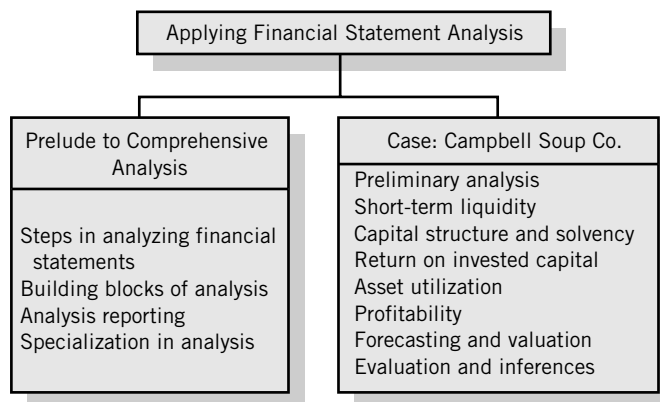 Applying Financial Statement Analysis
Prelude to Comprehensive
Analysis
Steps in analyzing financial
statements
Building blocks of analysis
Analysis reporting
Specialization in analysis
Case: Campbell Soup Co.
Preliminary analysis
Short-term liquidity
Capital structure and solvency
Return on invested capital
Asset utilization
Profitability
Forecasting and valuation
Evaluation and inferences